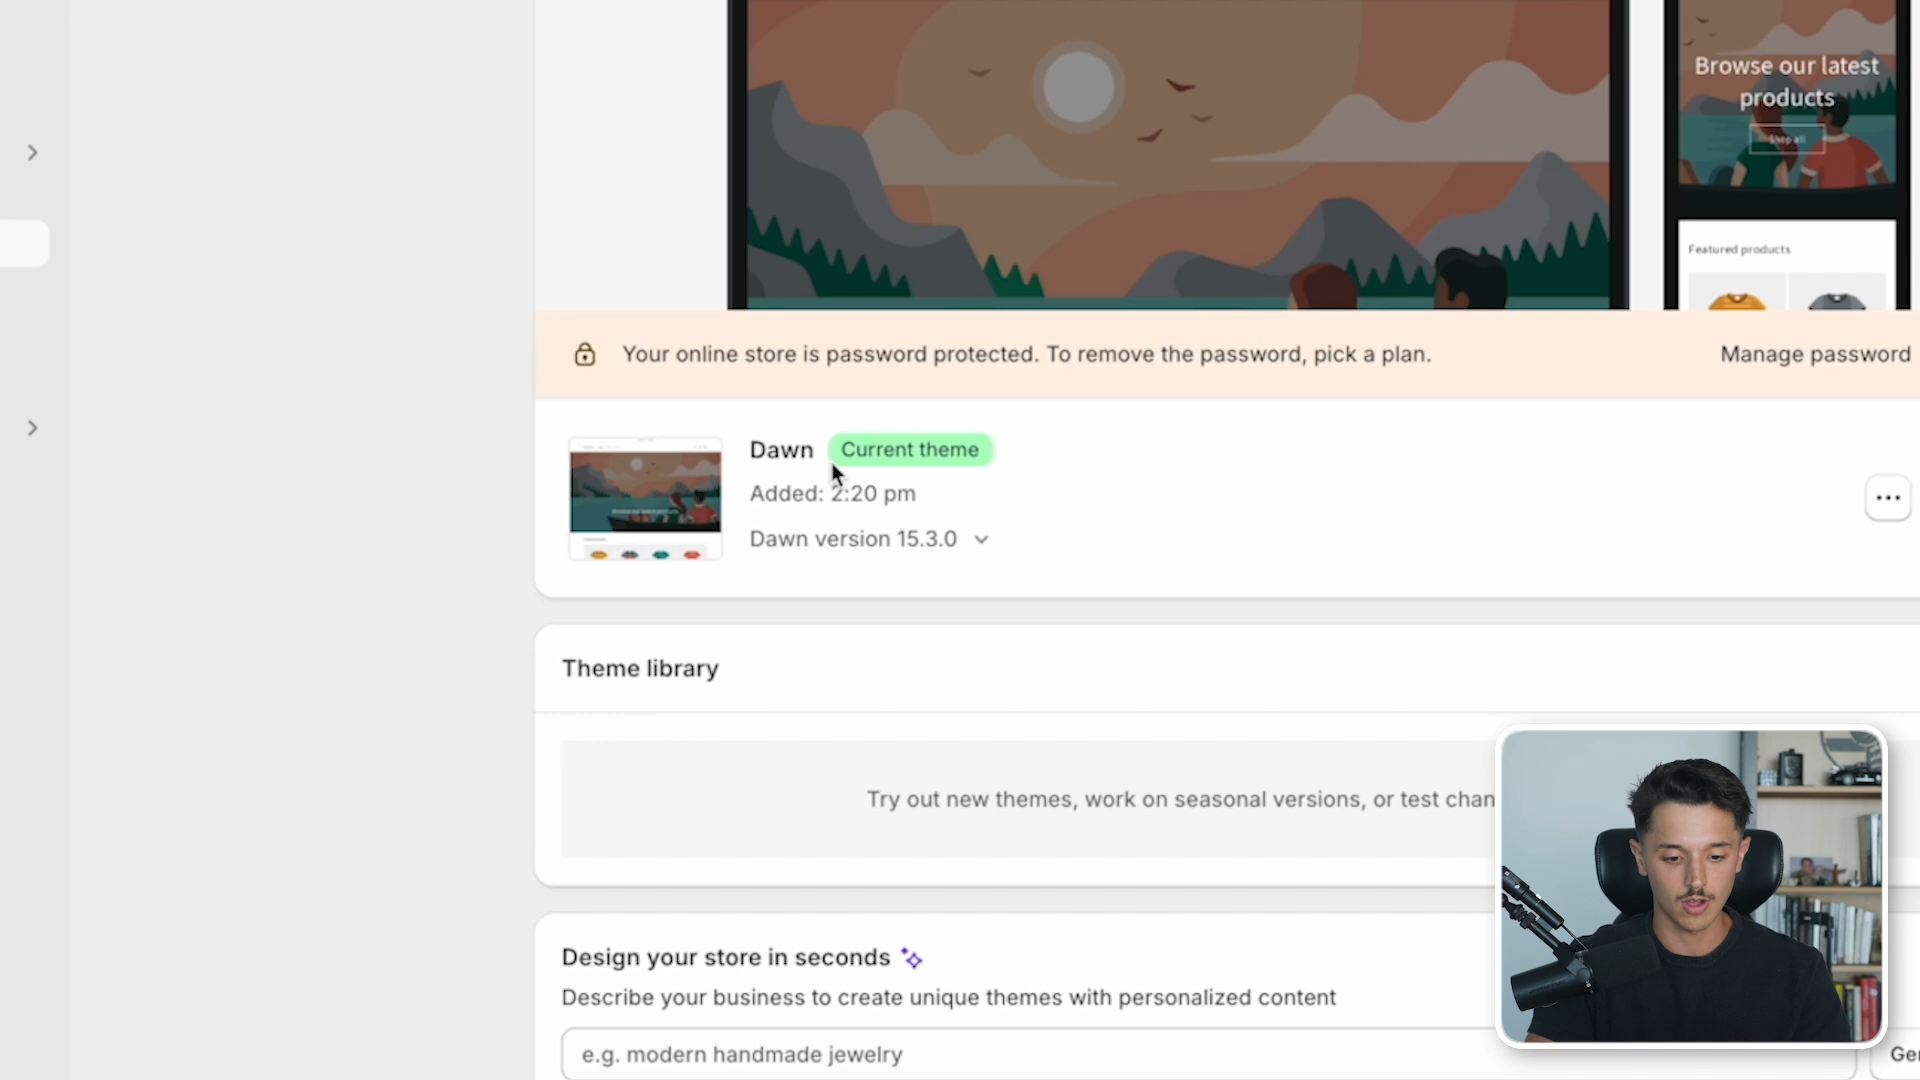 Browse our latest
products
Shop all
Featured products
Your online store is password protected. To remove the password, pick a plan.
Manage password
Dawn
Current theme
Added: 2:20 pm
Dawn version 15.3.0
Theme library
Try out new themes, work on seasonal versions, or test chan
Design your store in seconds
Describe your business to create unique themes with personalized content
e.g. modern handmade jewelry
Ger